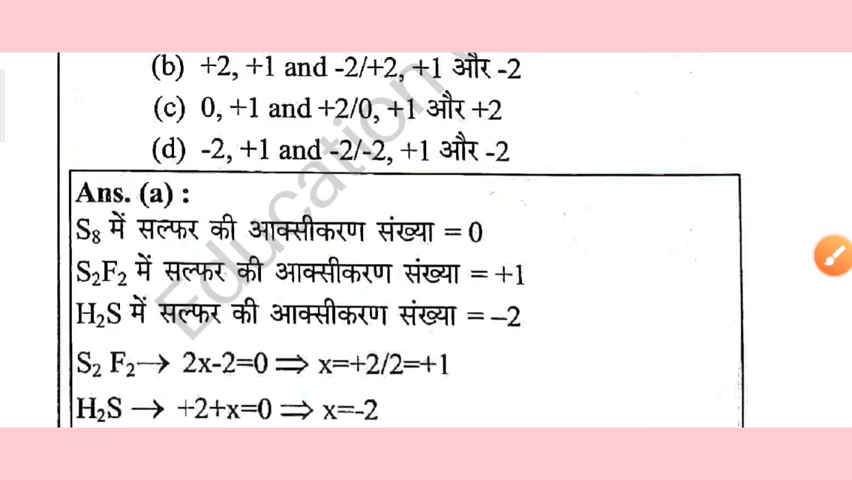 (b) +2, +1 and -2/+2, +1 और -2
(c) 0, +1 and +2/0, +1 और +2
(d) -2, +1 and -2/-2, +1 और -2
Ans. (a) :
S₈ में सल्फर की आक्सीकरण संख्या = 0
S₂F₂ में सल्फर की आक्सीकरण संख्या = +1
H₂S में सल्फर की आक्सीकरण संख्या = –2
S₂ F₂→ 2x-2=0 ⇒ x=+2/2=+1
H₂S → +2+x=0 ⇒ x=-2
Education